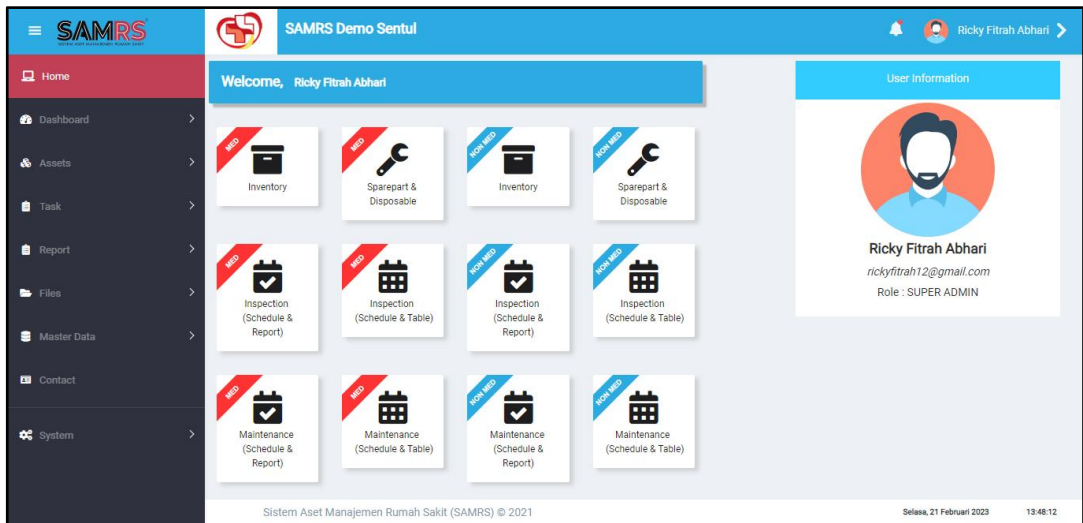 SAMRS
SISTEM ASET MANAJEMEN RUMAH SAKIT
SAMRS Demo Sentul
Ricky Fitrah Abhari
Home
Dashboard
Assets
Task
Report
Files
Master Data
Contact
System
Welcome, Ricky Fitrah Abhari
MED
Inventory
MED
Sparepart &
Disposable
NON MED
Inventory
NON MED
Sparepart &
Disposable
MED
Inspection
(Schedule &
Report)
MED
Inspection
(Schedule & Table)
NON MED
Inspection
(Schedule &
Report)
NON MED
Inspection
(Schedule & Table)
MED
Maintenance
(Schedule &
Report)
MED
Maintenance
(Schedule & Table)
NON MED
Maintenance
(Schedule &
Report)
NON MED
Maintenance
(Schedule & Table)
User Information
Ricky Fitrah Abhari
rickyfitrah12@gmail.com
Role : SUPER ADMIN
Sistem Aset Manajemen Rumah Sakit (SAMRS) © 2021
Selasa, 21 Februari 2023 13:48:12